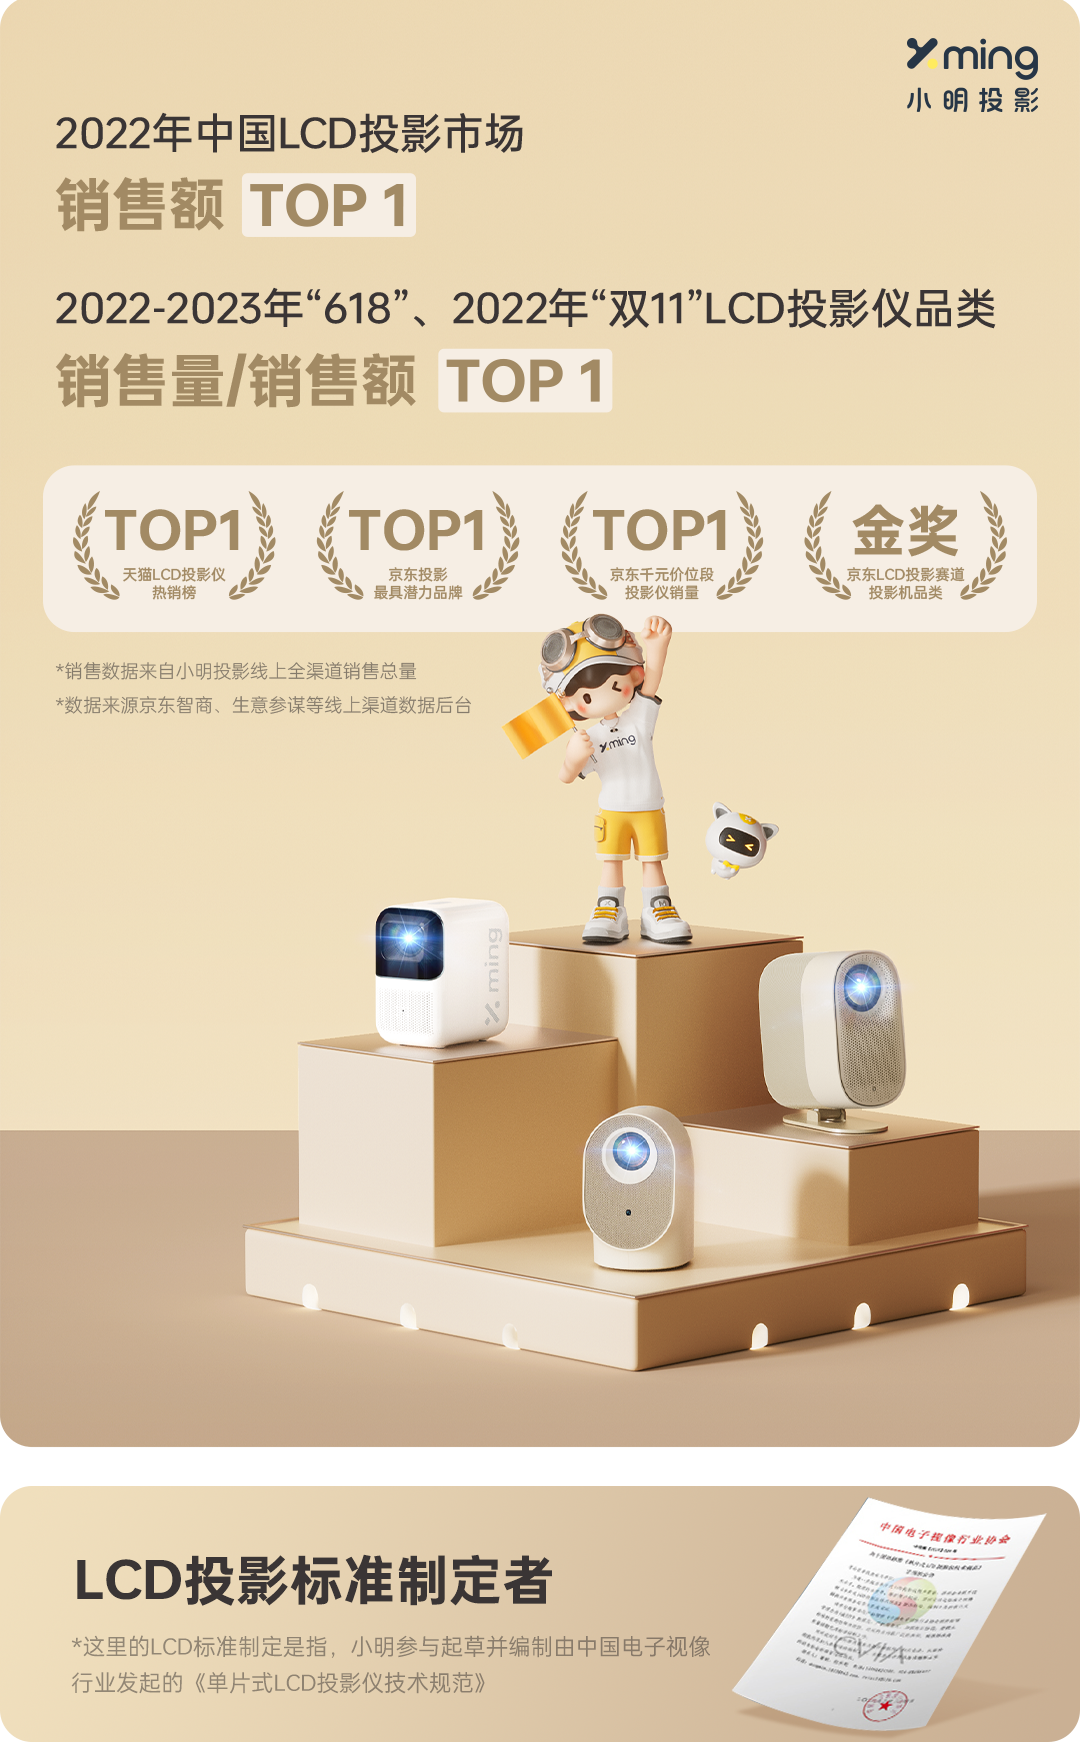 Xming
小明投影
2022年中国LCD投影市场
销售额 TOP 1
2022-2023年“618”、2022年“双11”LCD投影仪品类
销售量/销售额 TOP 1
TOP1
天猫LCD投影仪
热销榜
TOP1
京东投影
最具潜力品牌
TOP1
京东千元价位段
投影仪销量
金奖
京东LCD投影赛道
投影机品类
*销售数据来自小明投影线上全渠道销售总量
*数据来源京东智商、生意参谋等线上渠道数据后台
Xming
Xming
LCD投影标准制定者
*这里的LCD标准制定是指，小明参与起草并编制由中国电子视像
行业发起的《单片式LCD投影仪技术规范》
中国电子视像行业协会